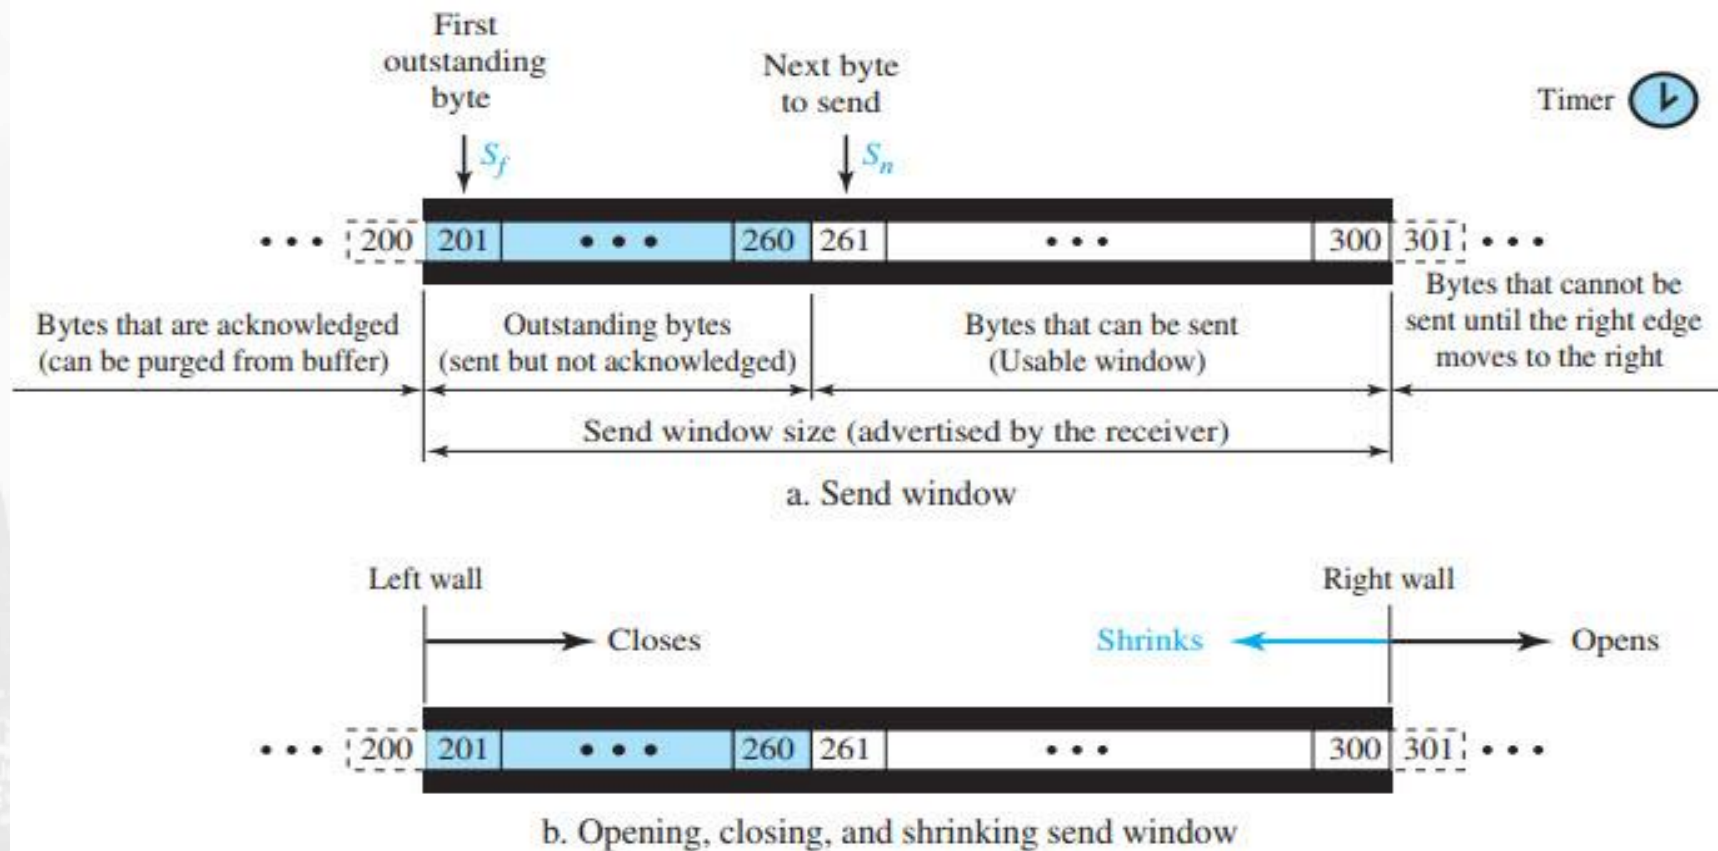 First
outstanding
byte
Next byte
to send
Timer
Sf
Sn
••• 200 201 ••• 260 261 ••• 300 301 •••
Bytes that are acknowledged
(can be purged from buffer)
Outstanding bytes
(sent but not acknowledged)
Bytes that can be sent
(Usable window)
Bytes that cannot be
sent until the right edge
moves to the right
Send window size (advertised by the receiver)
a. Send window
Left wall
Right wall
Closes
Shrinks
Opens
••• 200 201 ••• 260 261 ••• 300 301 •••
b. Opening, closing, and shrinking send window